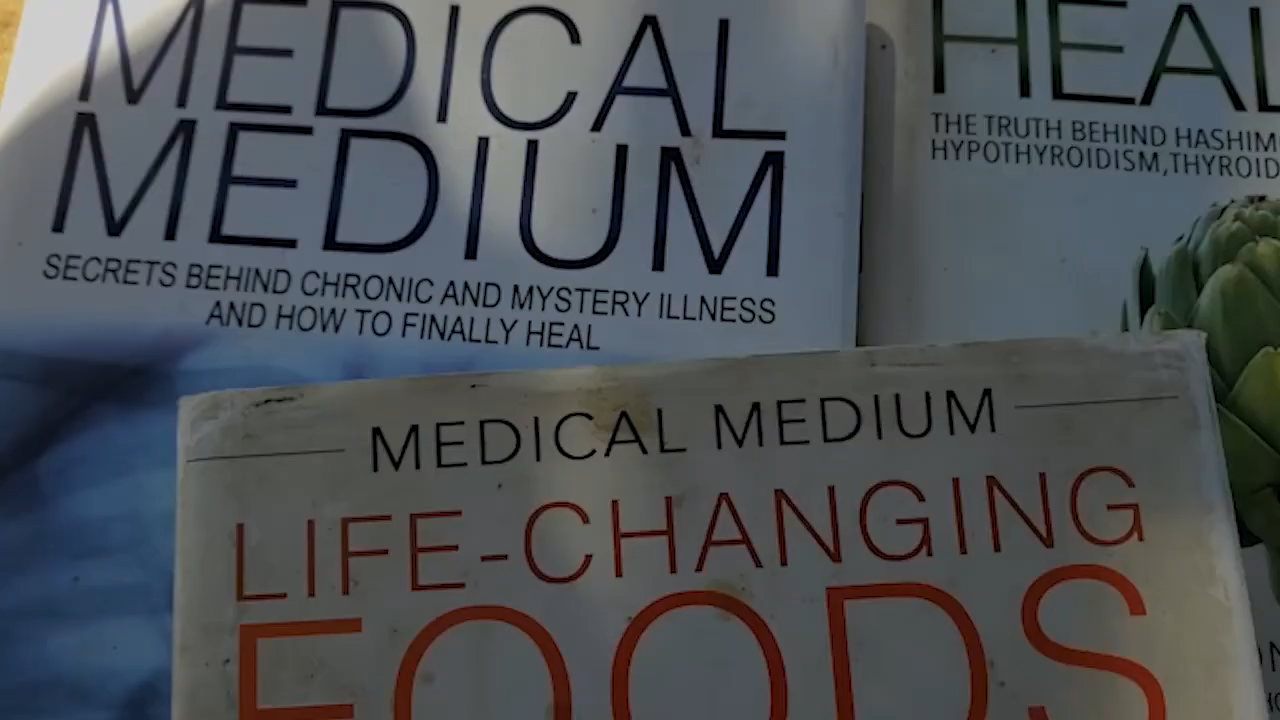 MEDICAL
MEDIUM
SECRETS BEHIND CHRONIC AND MYSTERY ILLNESS
AND HOW TO FINALLY HEAL
HEAL
THE TRUTH BEHIND HASHIM
HYPOTHYROIDISM, THYROID
MEDICAL MEDIUM
LIFE-CHANGING
FOODS